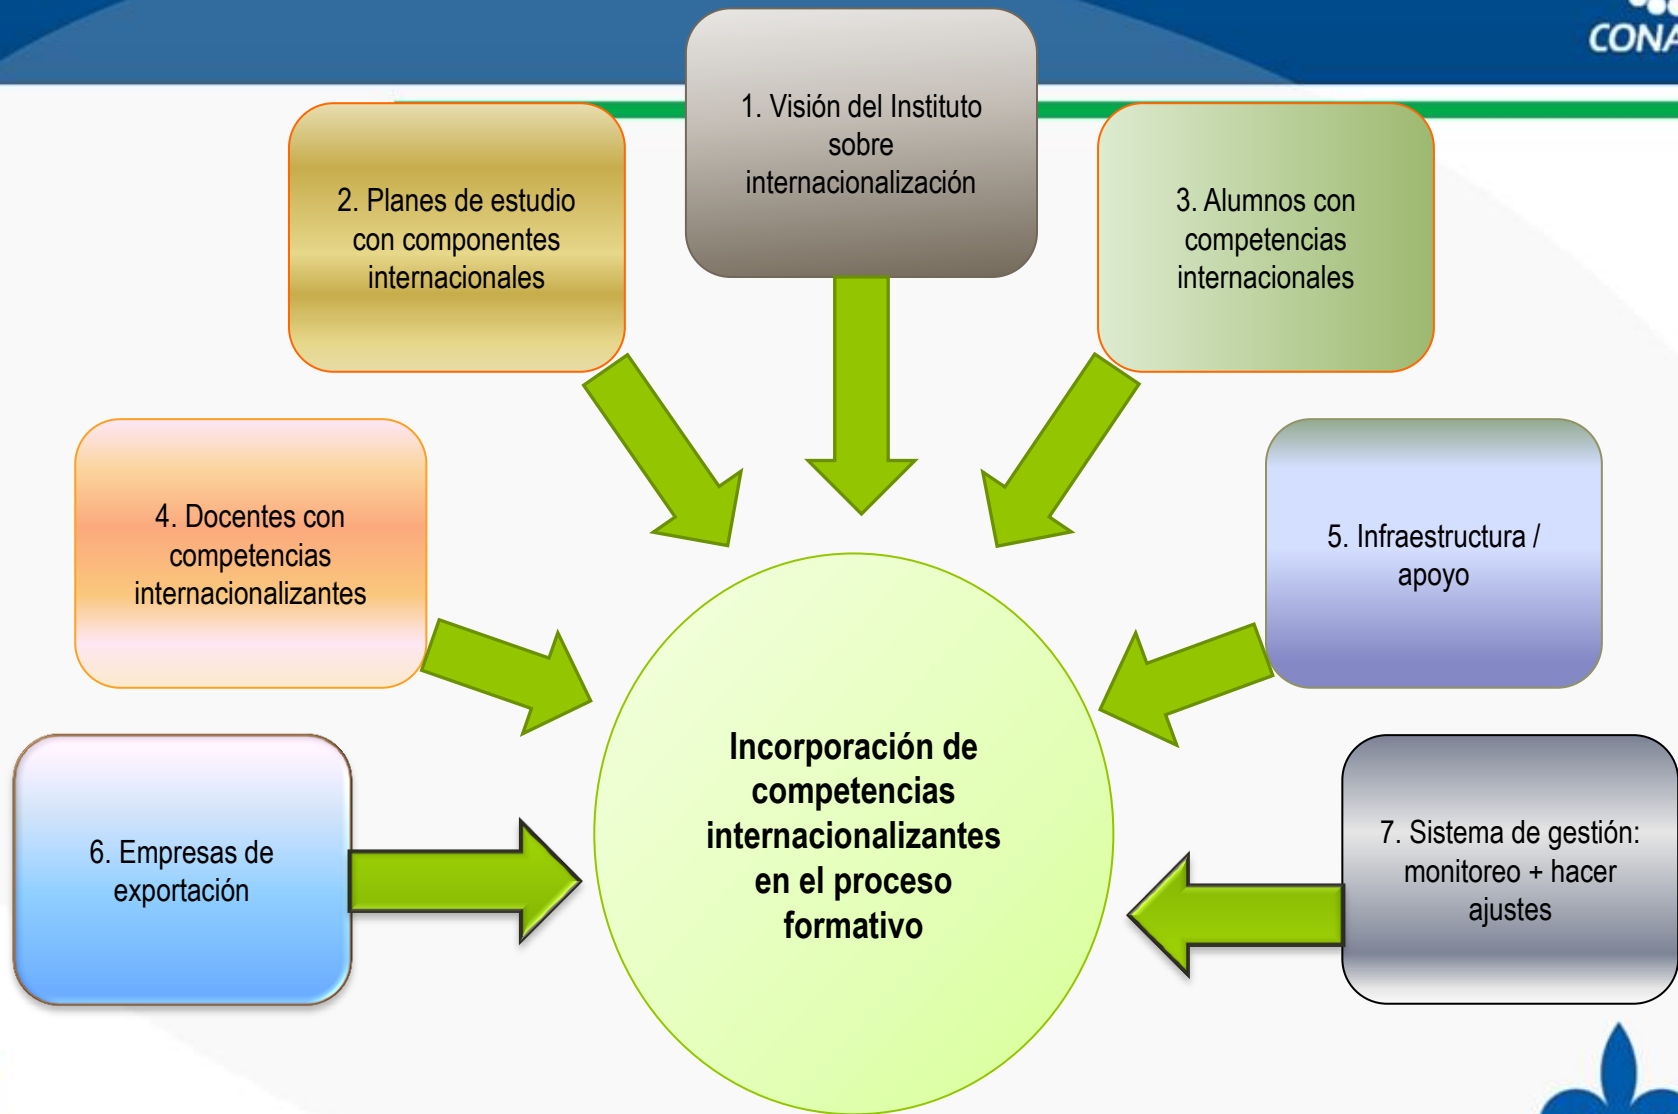 CONA
1. Visión del Instituto
sobre
internacionalización
2. Planes de estudio
con componentes
internacionales
3. Alumnos con
competencias
internacionales
4. Docentes con
competencias
internacionalizantes
5. Infraestructura /
apoyo
6. Empresas de
exportación
7. Sistema de gestión:
monitoreo + hacer
ajustes
Incorporación de
competencias
internacionalizantes
en el proceso
formativo